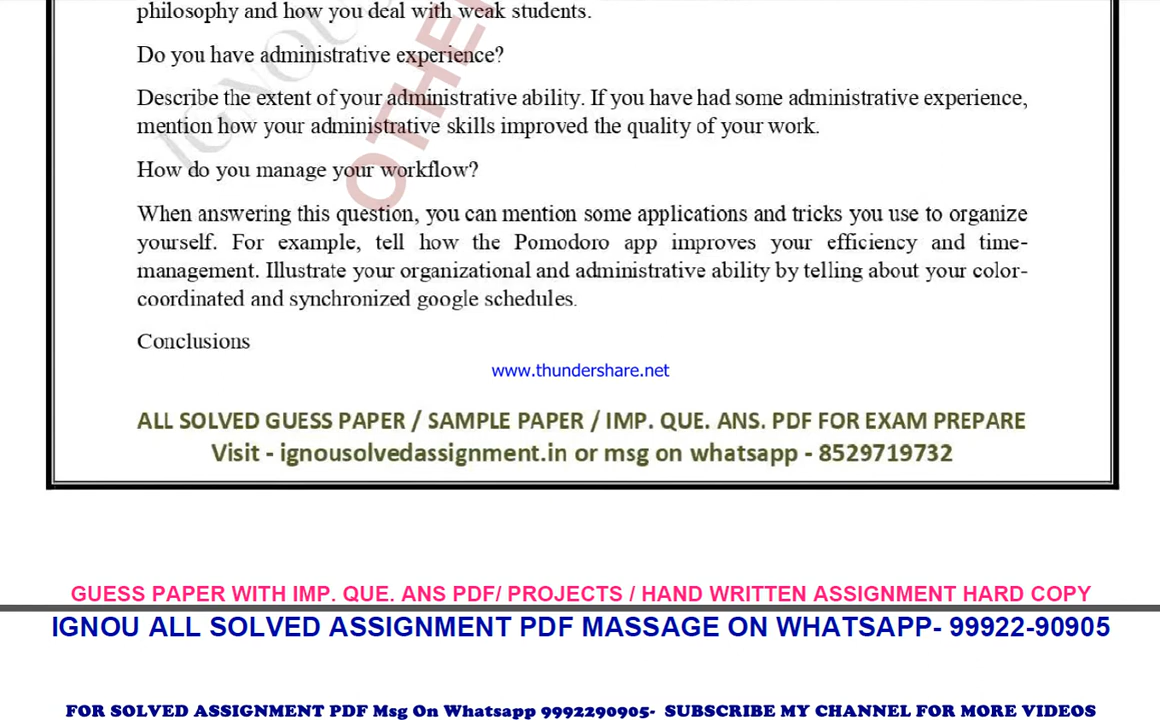 philosophy and how you deal with weak students.
Do you have administrative experience?
Describe the extent of your administrative ability. If you have had some administrative experience,
mention how your administrative skills improved the quality of your work.
How do you manage your workflow?
When answering this question, you can mention some applications and tricks you use to organize
yourself. For example, tell how the Pomodoro app improves your efficiency and time-
management. Illustrate your organizational and administrative ability by telling about your color-
coordinated and synchronized google schedules.
Conclusions
www.thundershare.net
ALL SOLVED GUESS PAPER / SAMPLE PAPER / IMP. QUE. ANS. PDF FOR EXAM PREPARE
Visit - ignousolvedassignment.in or msg on whatsapp - 8529719732
GUESS PAPER WITH IMP. QUE. ANS PDF/ PROJECTS / HAND WRITTEN ASSIGNMENT HARD COPY
IGNOU ALL SOLVED ASSIGNMENT PDF MASSAGE ON WHATSAPP- 99922-90905
FOR SOLVED ASSIGNMENT PDF Msg On Whatsapp 9992290905- SUBSCRIBE MY CHANNEL FOR MORE VIDEOS
IGNOU
OTHE